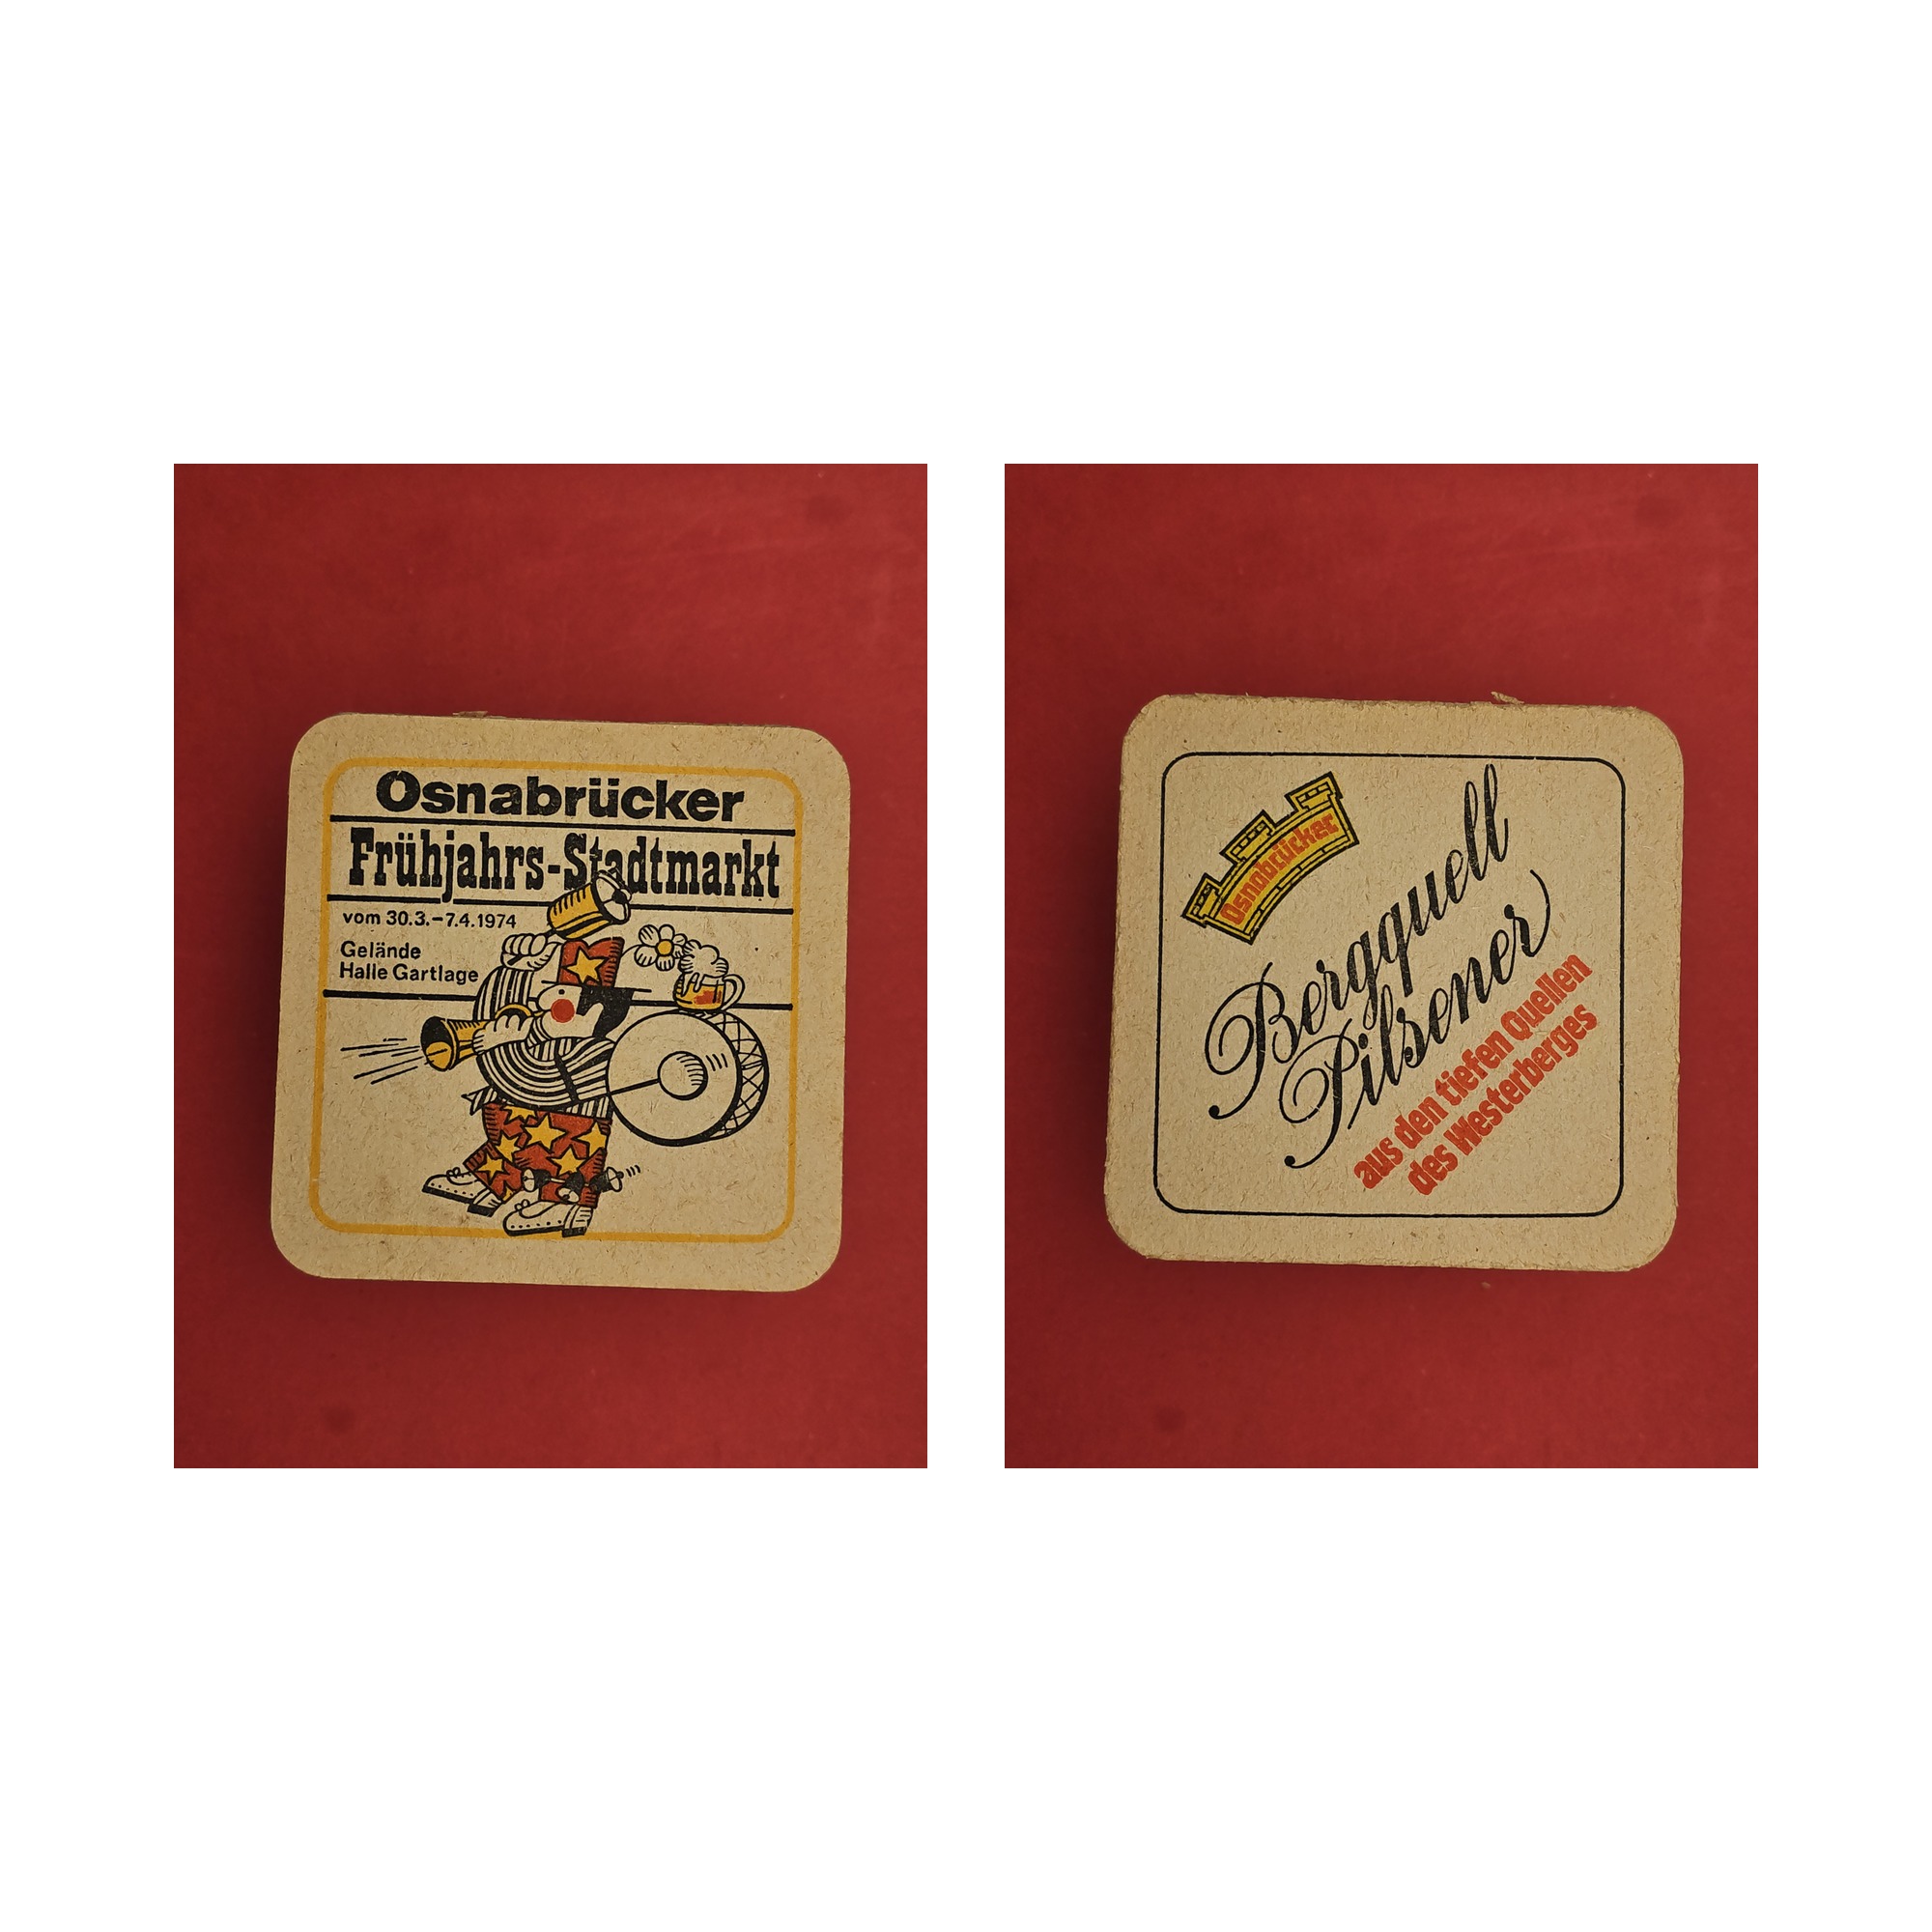 Osnabrücker
Frühjahrs-Stadtmarkt
vom 30.3.-7.4.1974
Gelände
Halle Gartlage
Osnabrücker
Bergquell
Pilsener
aus den tiefen Quellen
des Westerberges